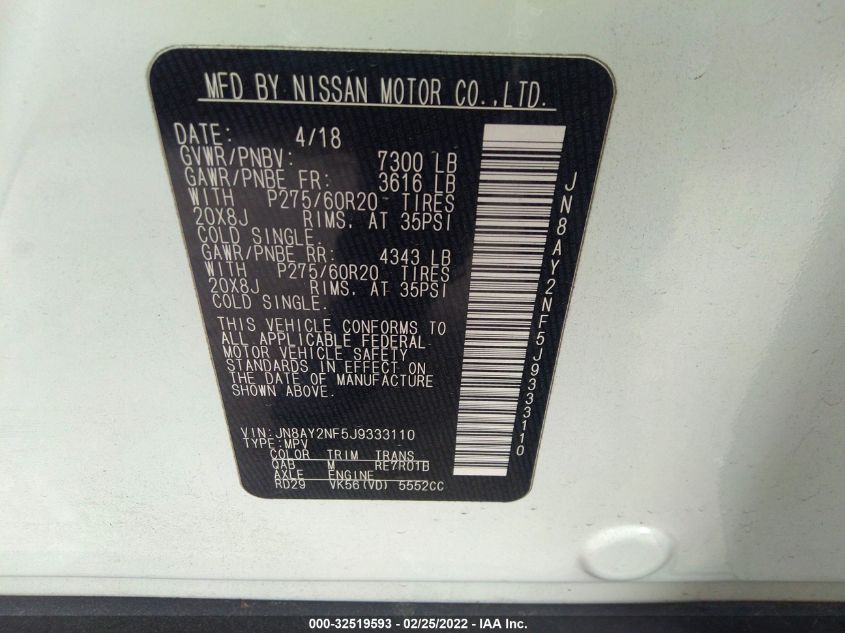 MFD BY NISSAN MOTOR CO.,LTD.
DATE: 4/18
GVWR/PNBV: 7300 LB
GAWR/PNBE FR: 3616 LB
WITH P275/60R20 TIRES
20X8J RIMS, AT 35PSI
COLD SINGLE.
GAWR/PNBE RR: 4343 LB
WITH P275/60R20 TIRES
20X8J RIMS, AT 35PSI
COLD SINGLE.
THIS VEHICLE CONFORMS TO
ALL APPLICABLE FEDERAL
MOTOR VEHICLE SAFETY
STANDARDS IN EFFECT ON
THE DATE OF MANUFACTURE
SHOWN ABOVE.
VIN:JN8AY2NF5J9333110
TYPE:MPV
COLOR TRIM TRANS
QAB M RE7R01B
AXLE ENGINE
RD29 VK56(VD) 5552CC
JN8AY2NF5J9333110
000-32519593 - 02/25/2022 - IAA Inc.